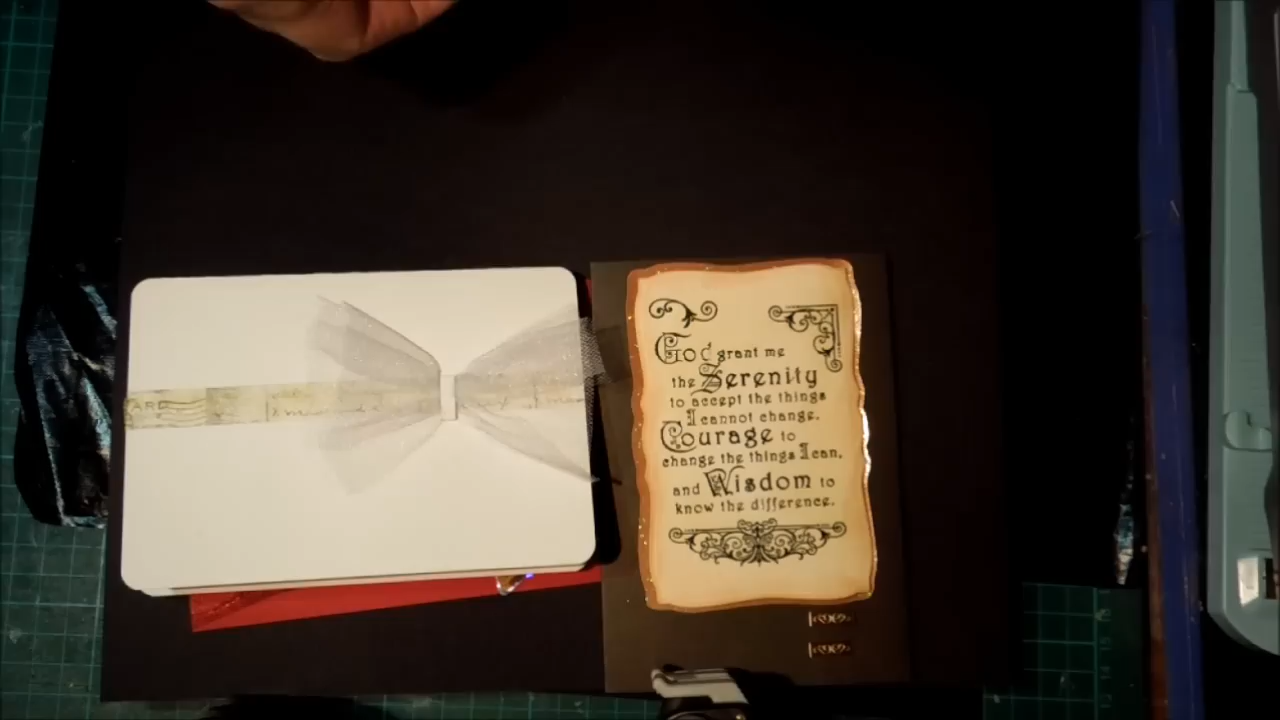 God grant me
the Serenity
to accept the things
I cannot change,
Courage to
change the things I can,
and Wisdom to
know the difference.